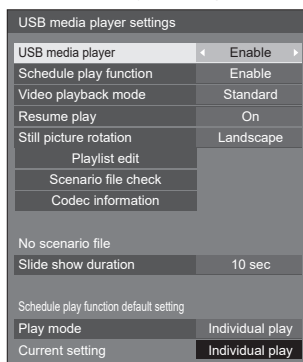 USB media player settings
USB media player Enable
Schedule play function Enable
Video playback mode Standard
Resume play On
Still picture rotation Landscape
Playlist edit
Scenario file check
Codec information
No scenario file
Slide show duration 10 sec
Schedule play function default setting
Play mode Individual play
Current setting Individual play